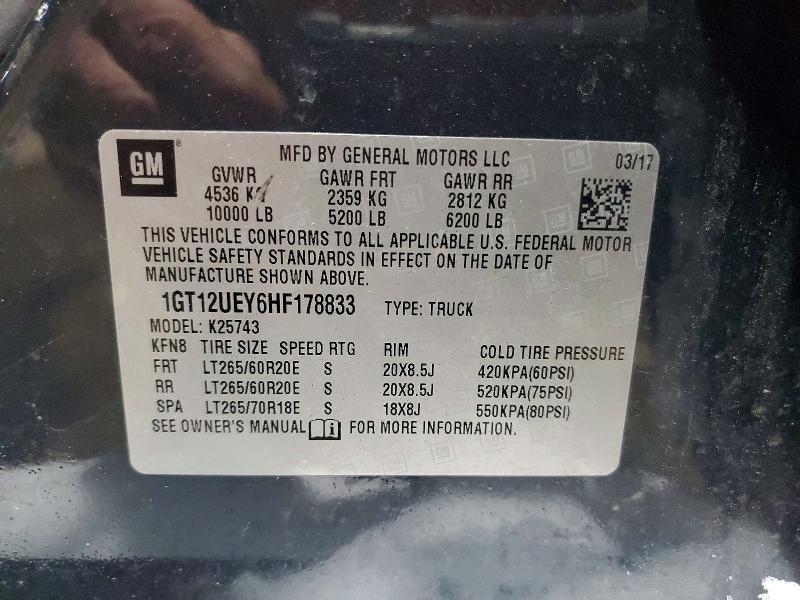 GM
MFD BY GENERAL MOTORS LLC 03/17
GVWR GAWR FRT GAWR RR
4536 KG 2359 KG 2812 KG
10000 LB 5200 LB 6200 LB
THIS VEHICLE CONFORMS TO ALL APPLICABLE U.S. FEDERAL MOTOR
VEHICLE SAFETY STANDARDS IN EFFECT ON THE DATE OF
MANUFACTURE SHOWN ABOVE.
1GT12UEY6HF178833 TYPE: TRUCK
MODEL: K25743
KFN8 TIRE SIZE SPEED RTG RIM COLD TIRE PRESSURE
FRT LT265/60R20E S 20X8.5J 420KPA(60PSI)
RR LT265/60R20E S 20X8.5J 520KPA(75PSI)
SPA LT265/70R18E S 18X8J 550KPA(80PSI)
SEE OWNER'S MANUAL i FOR MORE INFORMATION.